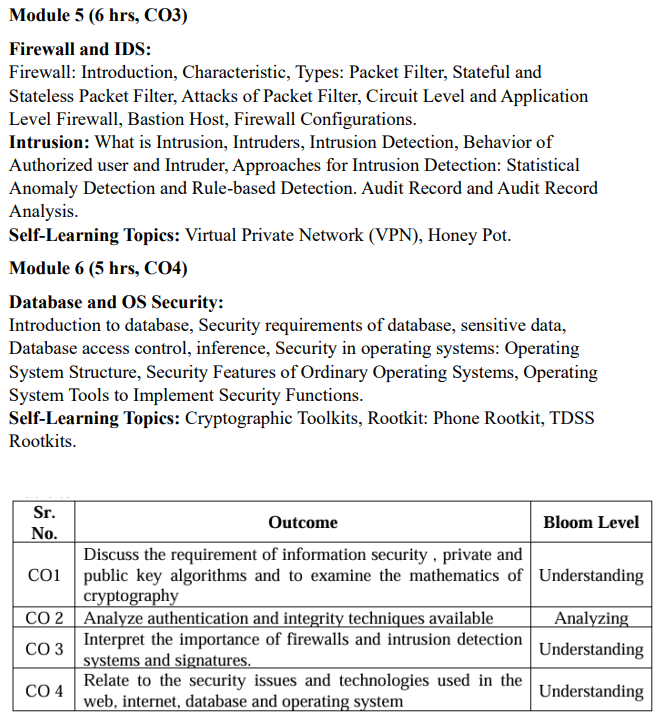 Module 5 (6 hrs, CO3)
Firewall and IDS:
Firewall: Introduction, Characteristic, Types: Packet Filter, Stateful and
Stateless Packet Filter, Attacks of Packet Filter, Circuit Level and Application
Level Firewall, Bastion Host, Firewall Configurations.
Intrusion: What is Intrusion, Intruders, Intrusion Detection, Behavior of
Authorized user and Intruder, Approaches for Intrusion Detection: Statistical
Anomaly Detection and Rule-based Detection. Audit Record and Audit Record
Analysis.
Self-Learning Topics: Virtual Private Network (VPN), Honey Pot.
Module 6 (5 hrs, CO4)
Database and OS Security:
Introduction to database, Security requirements of database, sensitive data,
Database access control, inference, Security in operating systems: Operating
System Structure, Security Features of Ordinary Operating Systems, Operating
System Tools to Implement Security Functions.
Self-Learning Topics: Cryptographic Toolkits, Rootkit: Phone Rootkit, TDSS
Rootkits.
Sr.
No.
Outcome
Bloom Level
CO1
Discuss the requirement of information security , private and
public key algorithms and to examine the mathematics of
cryptography
Understanding
CO 2
Analyze authentication and integrity techniques available
Analyzing
CO 3
Interpret the importance of firewalls and intrusion detection
systems and signatures.
Understanding
CO 4
Relate to the security issues and technologies used in the
web, internet, database and operating system
Understanding